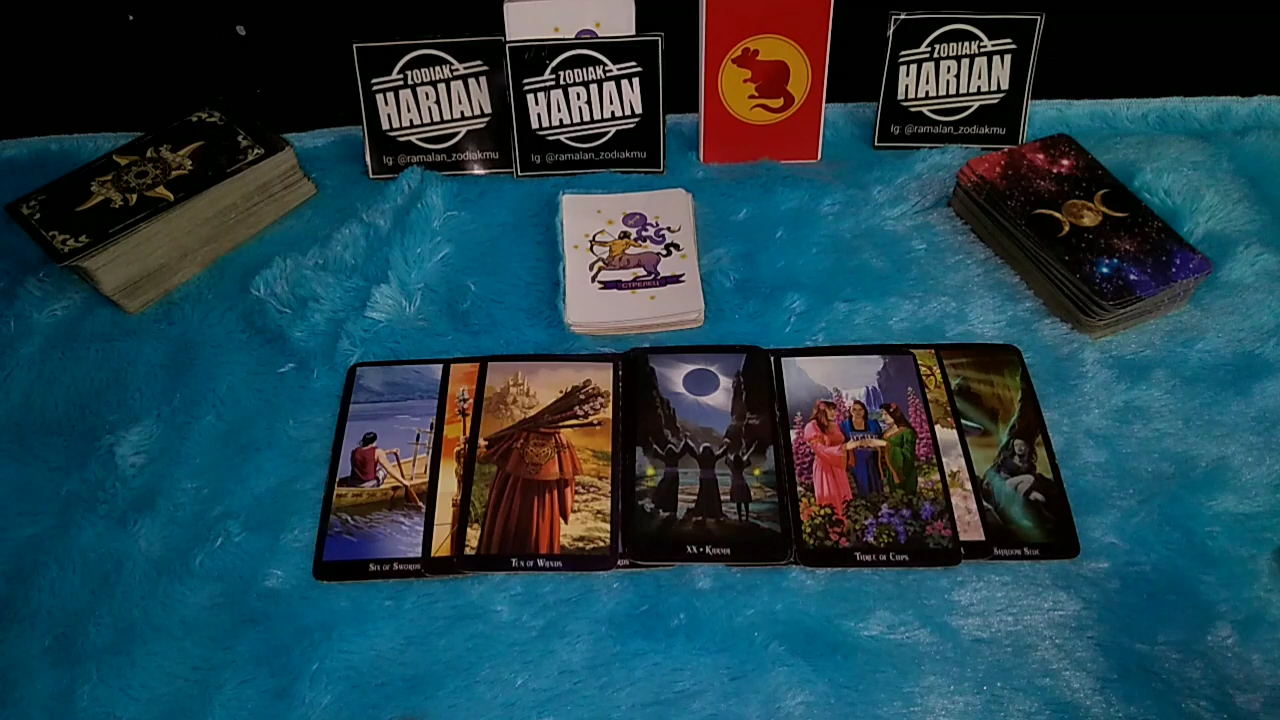 ZODIAK
HARIAN
Ig: @ramalan_zodiakmu
ZODIAK
HARIAN
Ig: @ramalan_zodiakmu
ZODIAK
HARIAN
Ig: @ramalan_zodiakmu
СТРЕЛЕЦ
SIX OF SWORDS
TEN OF WANDS
XX • KARMA
THREE OF CUPS
SHADOW SIDE